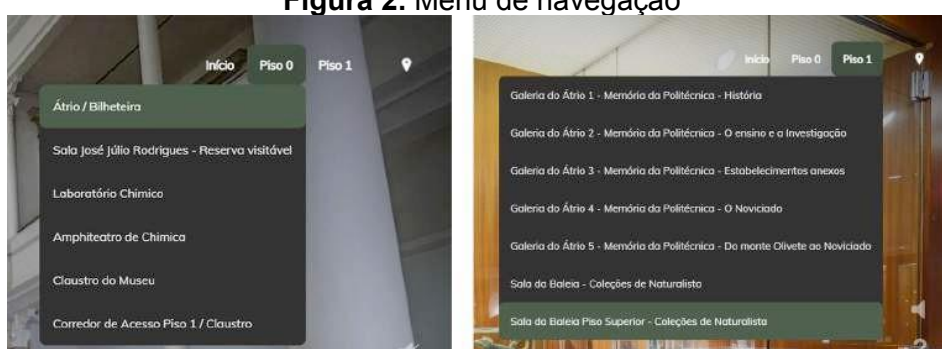 Figura 2. Menu de navegação
Início Piso 0 Piso 1
Átrio / Bilheteira
Sala José Júlio Rodrigues - Reserva visitável
Laboratório Chimico
Amphiteatro de Chimica
Claustro do Museu
Corredor de Acesso Piso 1 / Claustro
Início Piso 0 Piso 1
Galeria do Átrio 1 - Memória da Politécnica - História
Galeria do Átrio 2 - Memória da Politécnica - O ensino e a Investigação
Galeria do Átrio 3 - Memória da Politécnica - Estabelecimentos anexos
Galeria do Átrio 4 - Memória da Politécnica - O Noviciado
Galeria do Átrio 5 - Memória da Politécnica - Do monte Olivete ao Noviciado
Sala da Baleia - Coleções de Naturalista
Sala da Baleia Piso Superior - Coleções de Naturalista